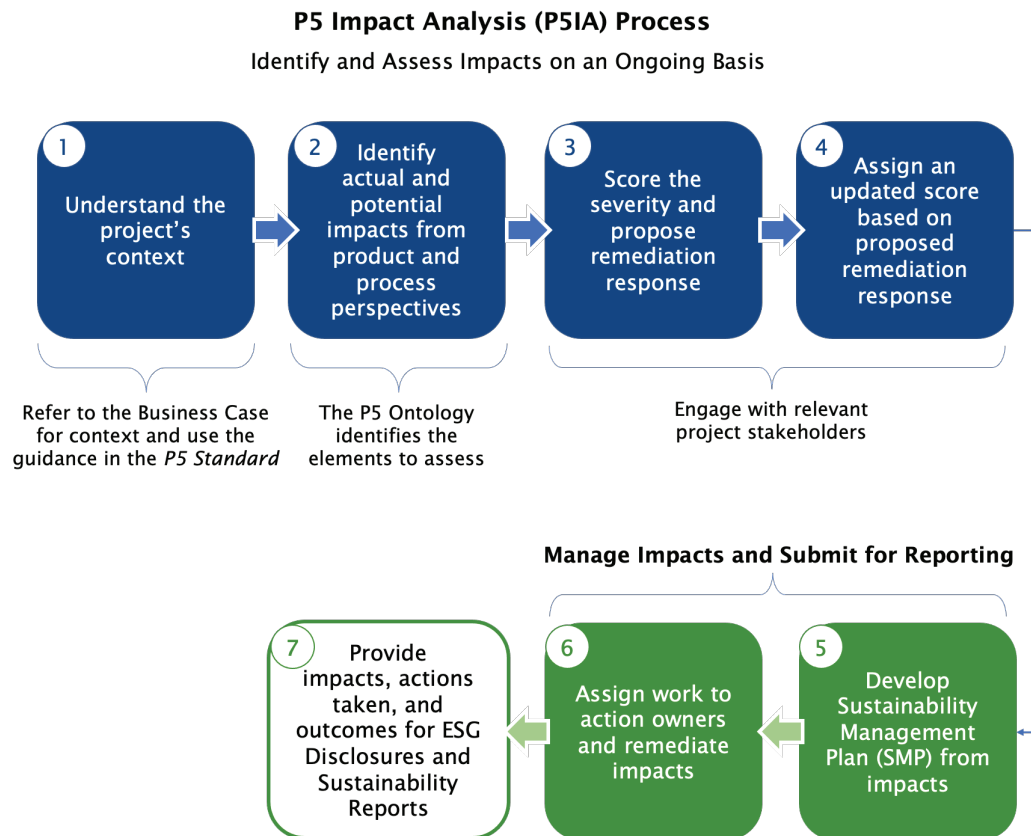 P5 Impact Analysis (P5IA) Process
Identify and Assess Impacts on an Ongoing Basis
1
Understand the
project's
context
2
Identify
actual and
potential
impacts from
product and
process
perspectives
3
Score the
severity and
propose
remediation
response
4
Assign an
updated score
based on
proposed
remediation
response
Refer to the Business Case
for context and use the
guidance in the P5 Standard
The P5 Ontology
identifies the
elements to assess
Engage with relevant
project stakeholders
Manage Impacts and Submit for Reporting
7
Provide
impacts, actions
taken, and
outcomes for ESG
Disclosures and
Sustainability
Reports
6
Assign work to
action owners
and remediate
impacts
5
Develop
Sustainability
Management
Plan (SMP) from
impacts